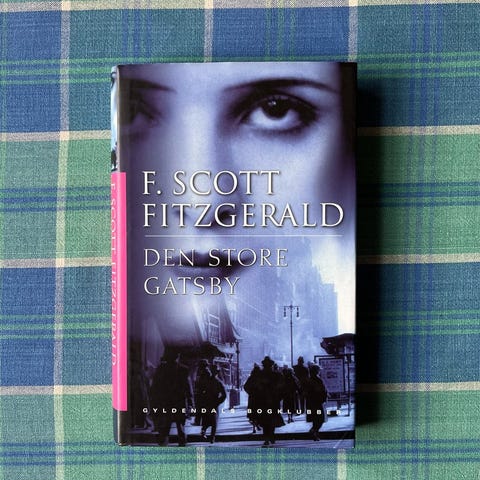 F. SCOTT
FITZGERALD
DEN STORE
GATSBY
GYLDENDALS BOGKLUBBER
F. SCOTT FITZGERALD